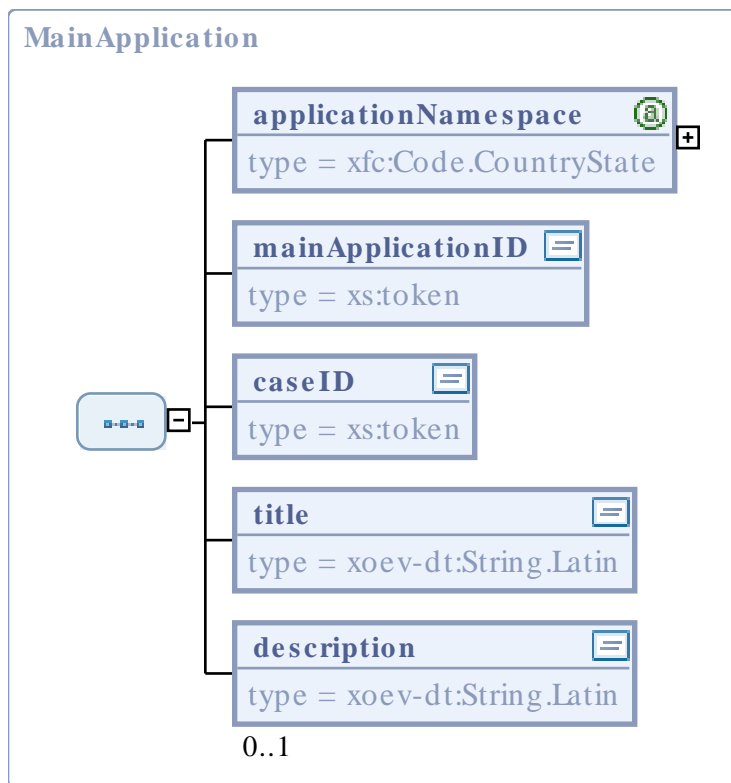 MainApplication
applicationNamespace
type = xfc:Code.CountryState
mainApplicationID
type = xs:token
caseID
type = xs:token
title
type = xoev-dt:String.Latin
description
type = xoev-dt:String.Latin
0..1